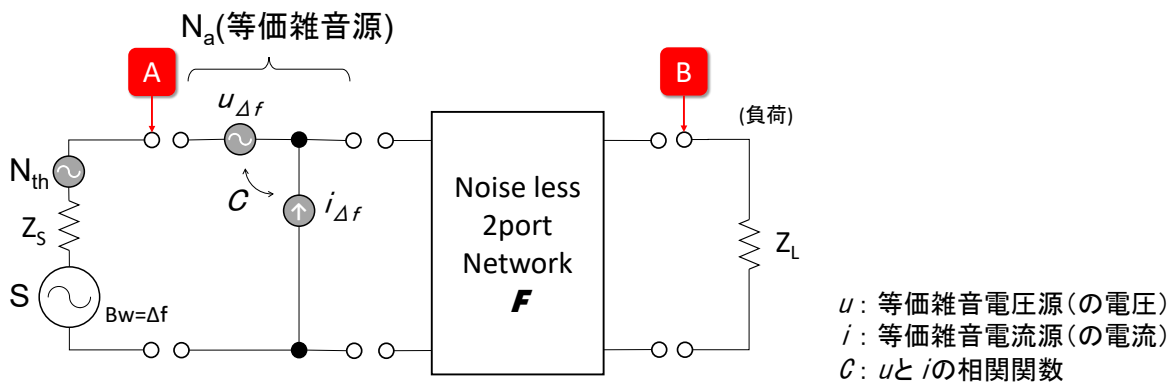 Na(等価雑音源)
A
B
uΔf
(負荷)
Nth
C
iΔf
Noise less
2port
Network
F
ZS
ZL
S
Bw=Δf
u : 等価雑音電圧源(の電圧)
i : 等価雑音電流源(の電流)
C : uと iの相関関数